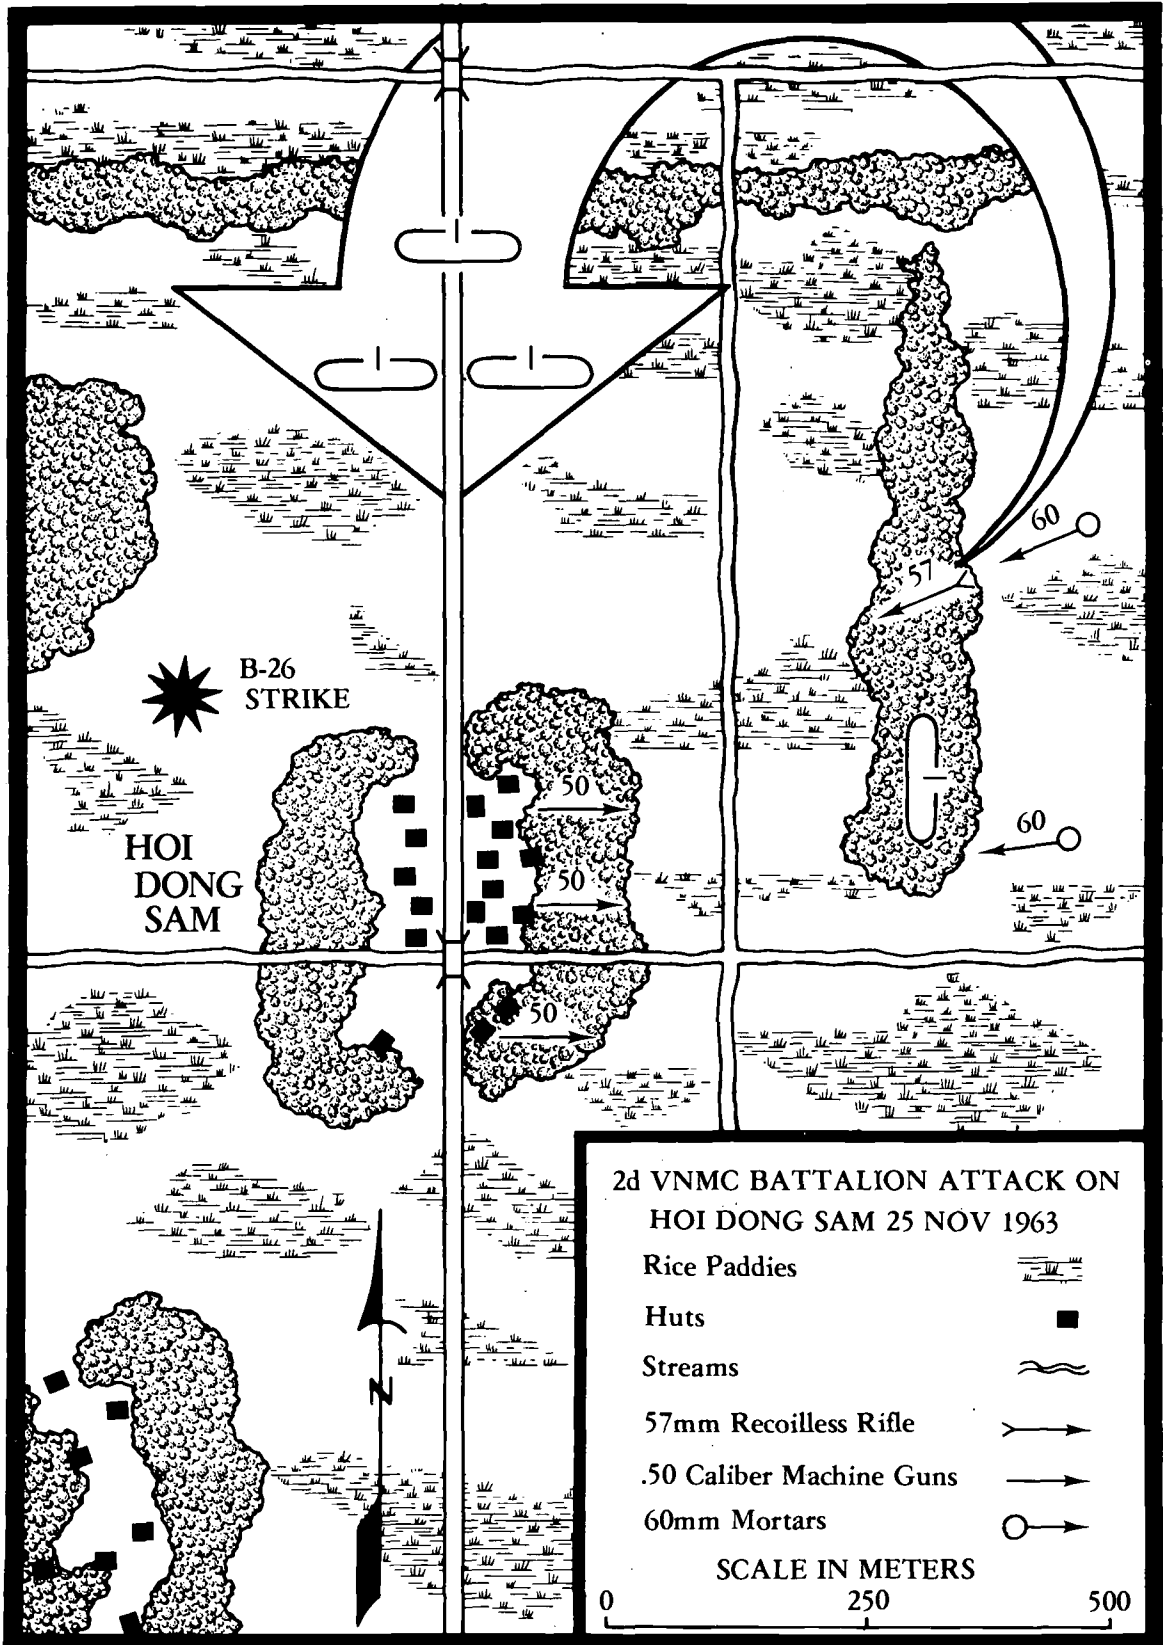 60
57
B-26
STRIKE
50
60
HOI
DONG
SAM
50
50
2d VNMC BATTALION ATTACK ON
HOI DONG SAM 25 NOV 1963
Rice Paddies
Huts
Streams
57mm Recoilless Rifle
.50 Caliber Machine Guns
60mm Mortars
SCALE IN METERS
0 250 500
N